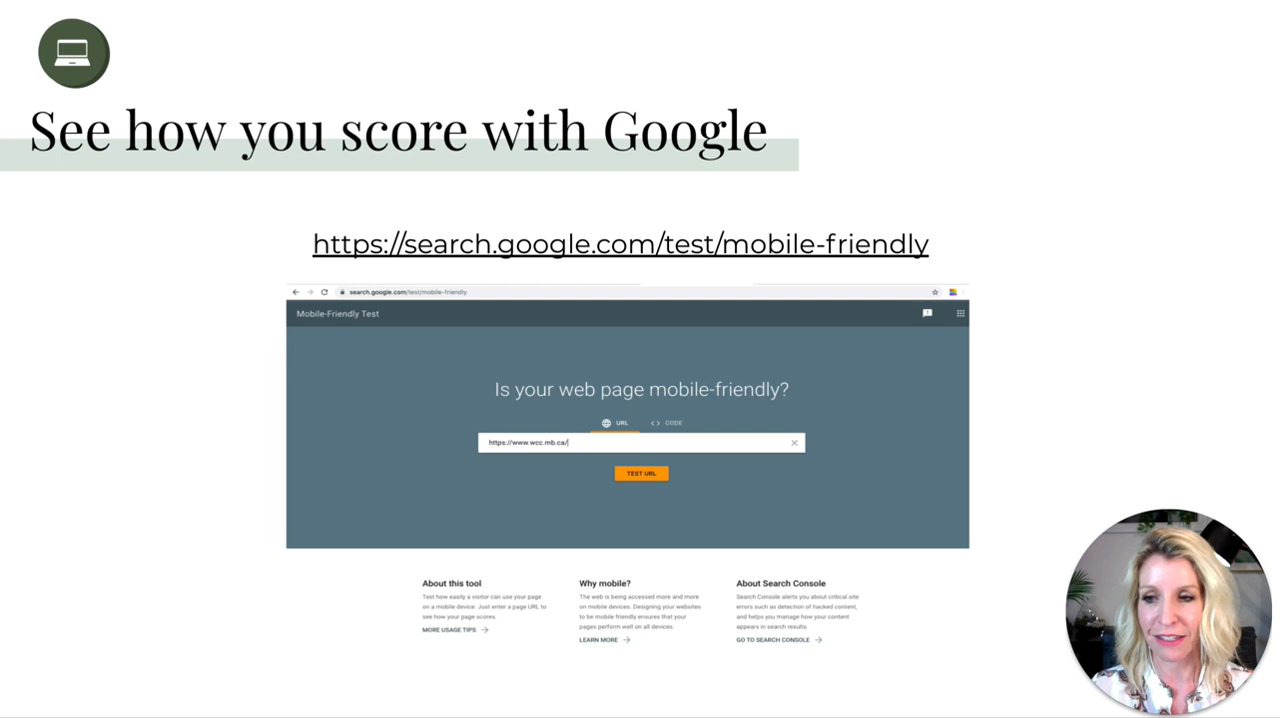 See how you score with Google
https://search.google.com/test/mobile-friendly
search.google.com/test/mobile-friendly
Mobile-Friendly Test
Is your web page mobile-friendly?
URL
CODE
https://www.wcc.mb.ca/
TEST URL
About this tool
Test how easily a visitor can use your page
on a mobile device. Just enter a page URL to
see how your page scores.
MORE USAGE TIPS
Why mobile?
The web is being accessed more and more
on mobile devices. Designing your websites
to be mobile friendly ensures that your
pages perform well on all devices.
LEARN MORE
About Search Console
Search Console alerts you about critical site
errors such as detection of hacked content,
and helps you manage how your content
appears in search results.
GO TO SEARCH CONSOLE